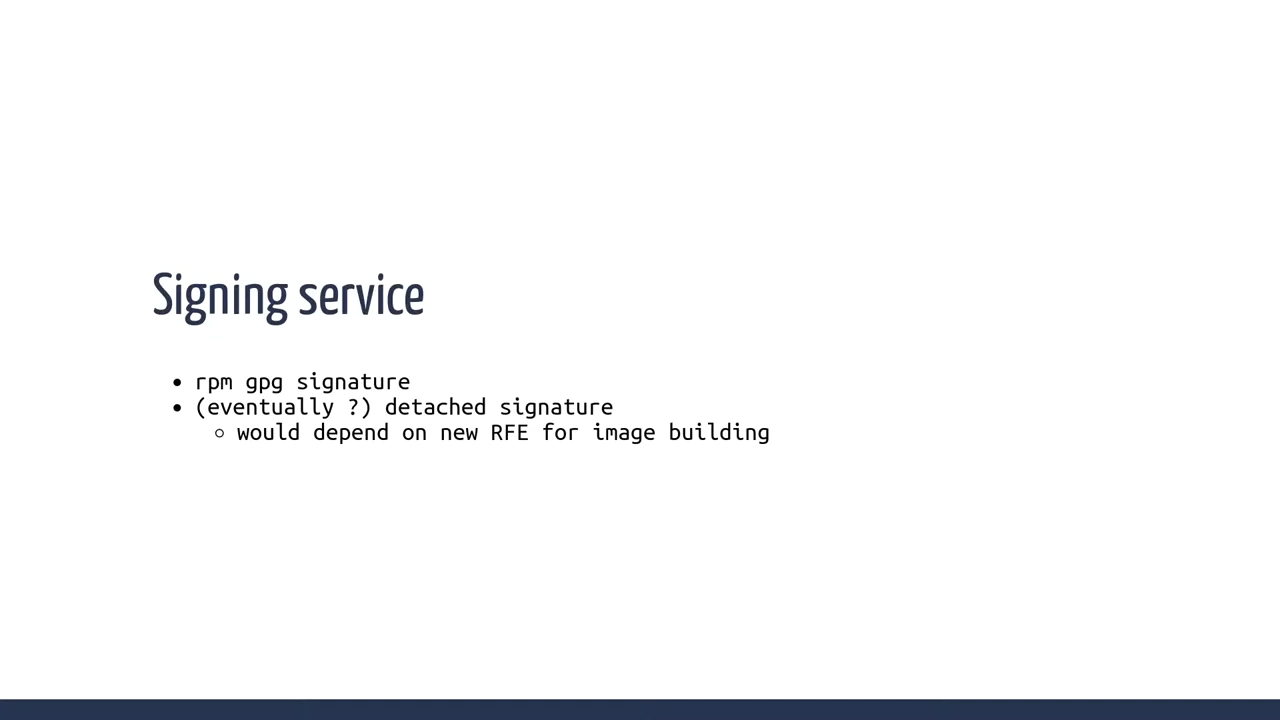 Signing service
rpm gpg signature
(eventually ?) detached signature
would depend on new RFE for image building